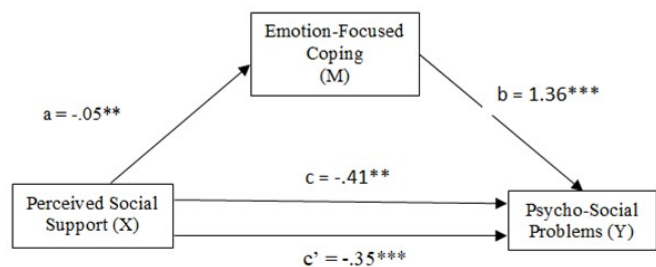 Emotion-Focused
Coping
(M)
a = -.05**
b = 1.36***
c = -.41**
Perceived Social
Support (X)
Psycho-Social
Problems (Y)
c’ = -.35***